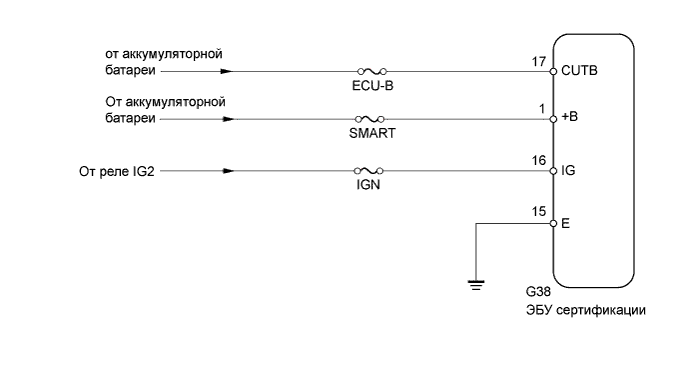 от аккумуляторной
батареи
17
CUTB
ECU-B
От аккумуляторной
батареи
1
+B
SMART
От реле IG2
16
IG
IGN
15
E
G38
ЭБУ сертификации